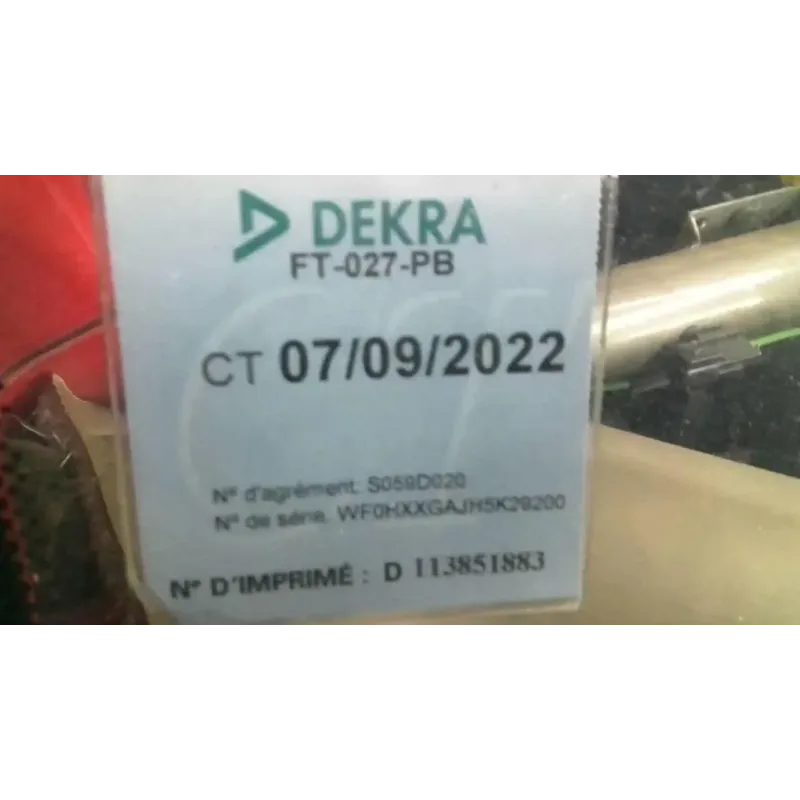 DEKRA
FT-027-PB
CT 07/09/2022
N° d'agrément. S059D020
N° de série. WF0HXXGAJH5K29200
N° D'IMPRIMÉ : D 113851883